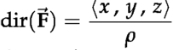 dir(F⃗) = ⟨x, y, z⟩ / ρ